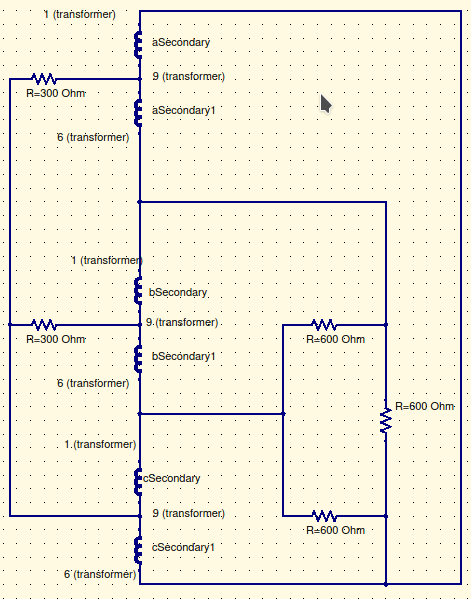 1 (transformer)
aSecondary
9 (transformer)
R=300 Ohm
aSecondary1
6 (transformer)
1 (transformer)
bSecondary
9 (transformer)
R=300 Ohm
R=600 Ohm
bSecondary1
6 (transformer)
R=600 Ohm
1 (transformer)
cSecondary
9 (transformer)
R=600 Ohm
cSecondary1
6 (transformer)